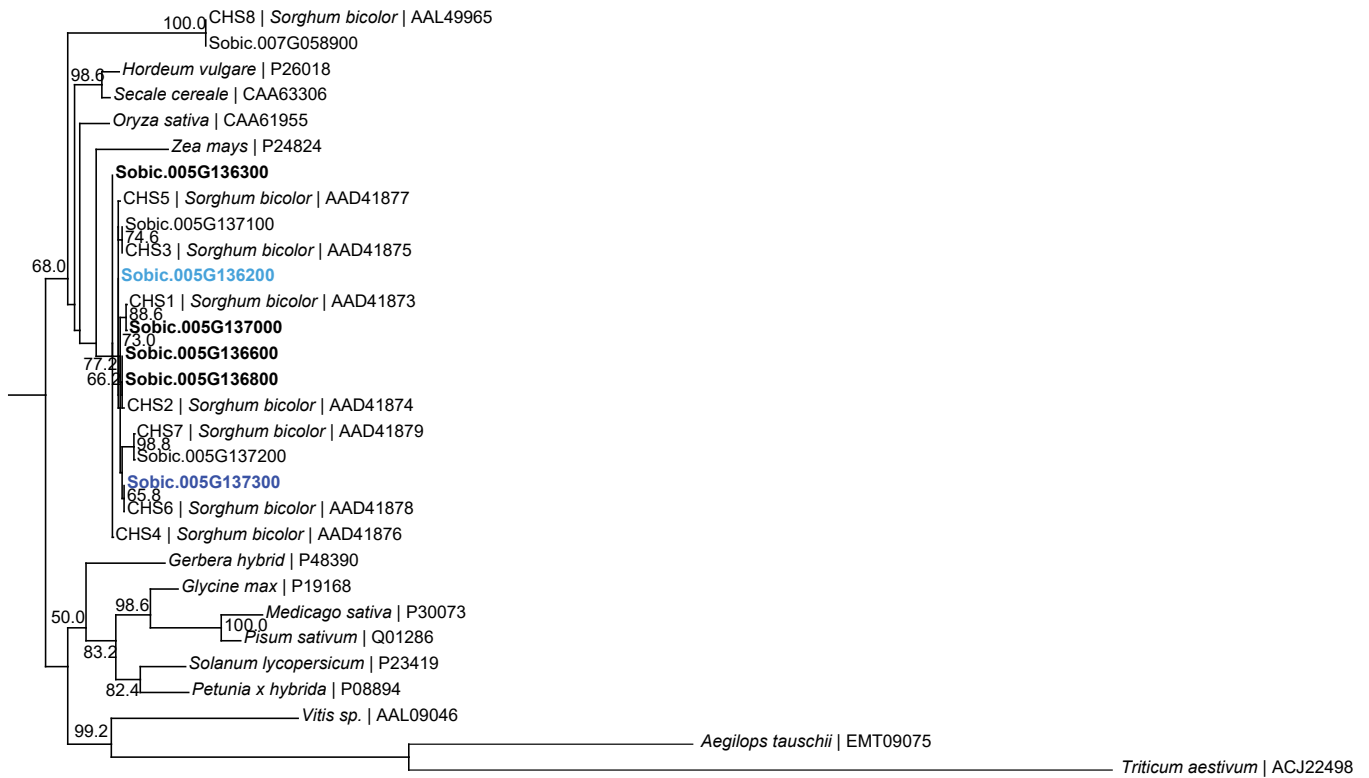 CHS8 | Sorghum bicolor | AAL49965
100.0
Sobic.007G058900
Hordeum vulgare | P26018
98.6
Secale cereale | CAA63306
Oryza sativa | CAA61955
Zea mays | P24824
Sobic.005G136300
CHS5 | Sorghum bicolor | AAD41877
Sobic.005G137100
74.6
CHS3 | Sorghum bicolor | AAD41875
68.0
Sobic.005G136200
CHS1 | Sorghum bicolor | AAD41873
88.6
Sobic.005G137000
73.0
Sobic.005G136600
77.2
66.2
Sobic.005G136800
CHS2 | Sorghum bicolor | AAD41874
CHS7 | Sorghum bicolor | AAD41879
98.8
Sobic.005G137200
Sobic.005G137300
65.8
CHS6 | Sorghum bicolor | AAD41878
CHS4 | Sorghum bicolor | AAD41876
Gerbera hybrid | P48390
Glycine max | P19168
98.6
Medicago sativa | P30073
50.0
100.0
Pisum sativum | Q01286
83.2
Solanum lycopersicum | P23419
82.4
Petunia x hybrida | P08894
Vitis sp. | AAL09046
99.2
Aegilops tauschii | EMT09075
Triticum aestivum | ACJ22498